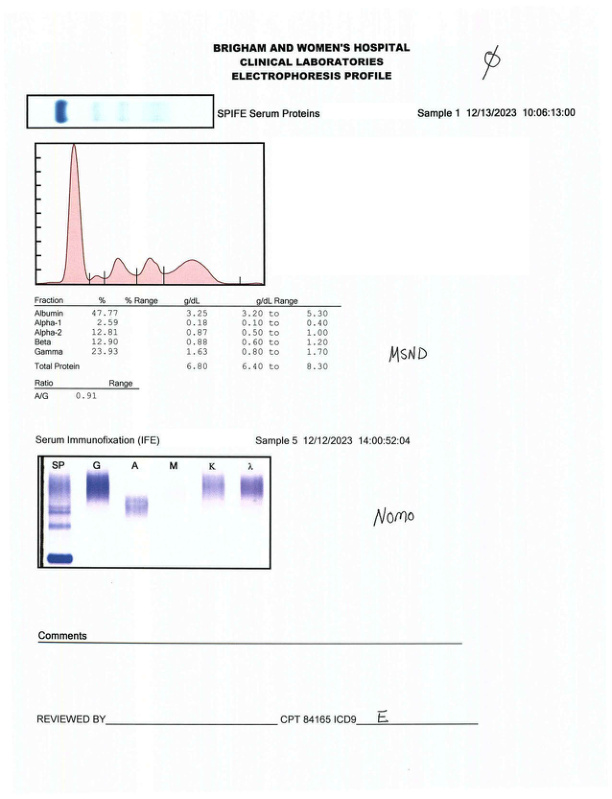 BRIGHAM AND WOMEN'S HOSPITAL
CLINICAL LABORATORIES
ELECTROPHORESIS PROFILE
ø
SPIFE Serum Proteins Sample 1 12/13/2023 10:06:13:00
Fraction % % Range g/dL g/dL Range
Albumin 47.77 3.25 3.20 to 5.30
Alpha-1 2.59 0.18 0.10 to 0.40
Alpha-2 12.81 0.87 0.50 to 1.00
Beta 12.90 0.88 0.60 to 1.20
Gamma 23.93 1.63 0.80 to 1.70
Total Protein 6.80 6.40 to 8.30
MSND
Ratio Range
A/G 0.91
Serum Immunofixation (IFE) Sample 5 12/12/2023 14:00:52:04
SP G A M K λ
Nomo
Comments
REVIEWED BY CPT 84165 ICD9 E